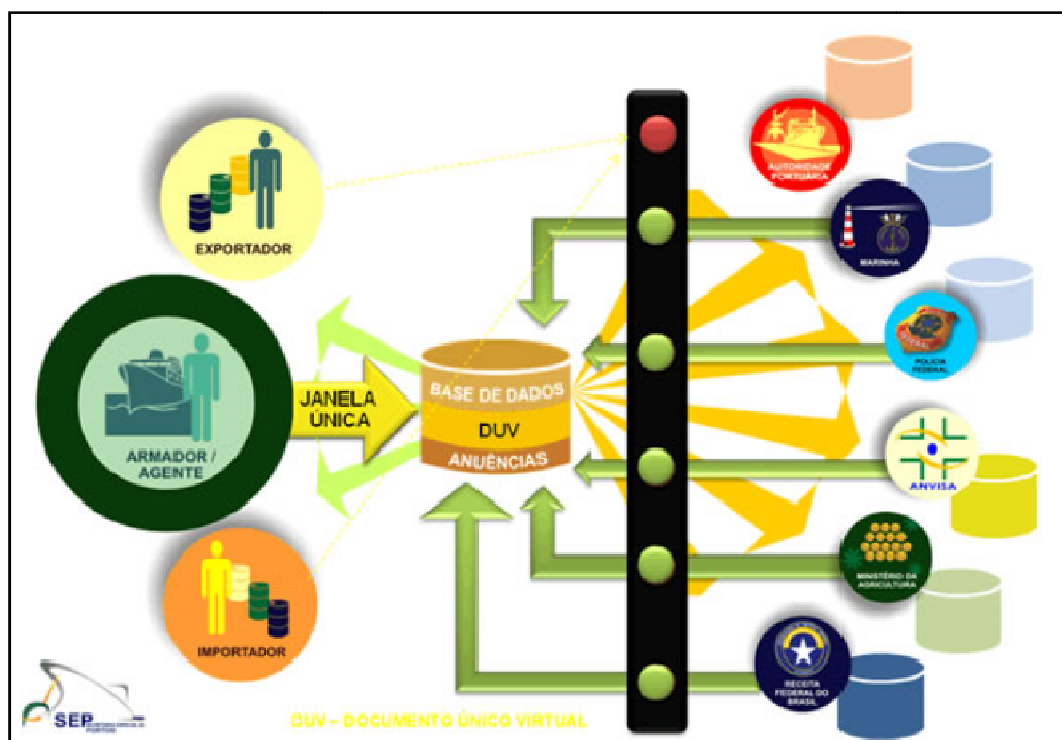 EXPORTADOR
ARMADOR /
AGENTE
IMPORTADOR
JANELA
ÚNICA
BASE DE DADOS
DUV
ANUÊNCIAS
AUTORIDADE
PORTUÁRIA
MARINHA
POLÍCIA
FEDERAL
ANVISA
MINISTÉRIO DA
AGRICULTURA
RECEITA
FEDERAL DO
BRASIL
SEP
PORTOS
DUV – DOCUMENTO ÚNICO VIRTUAL